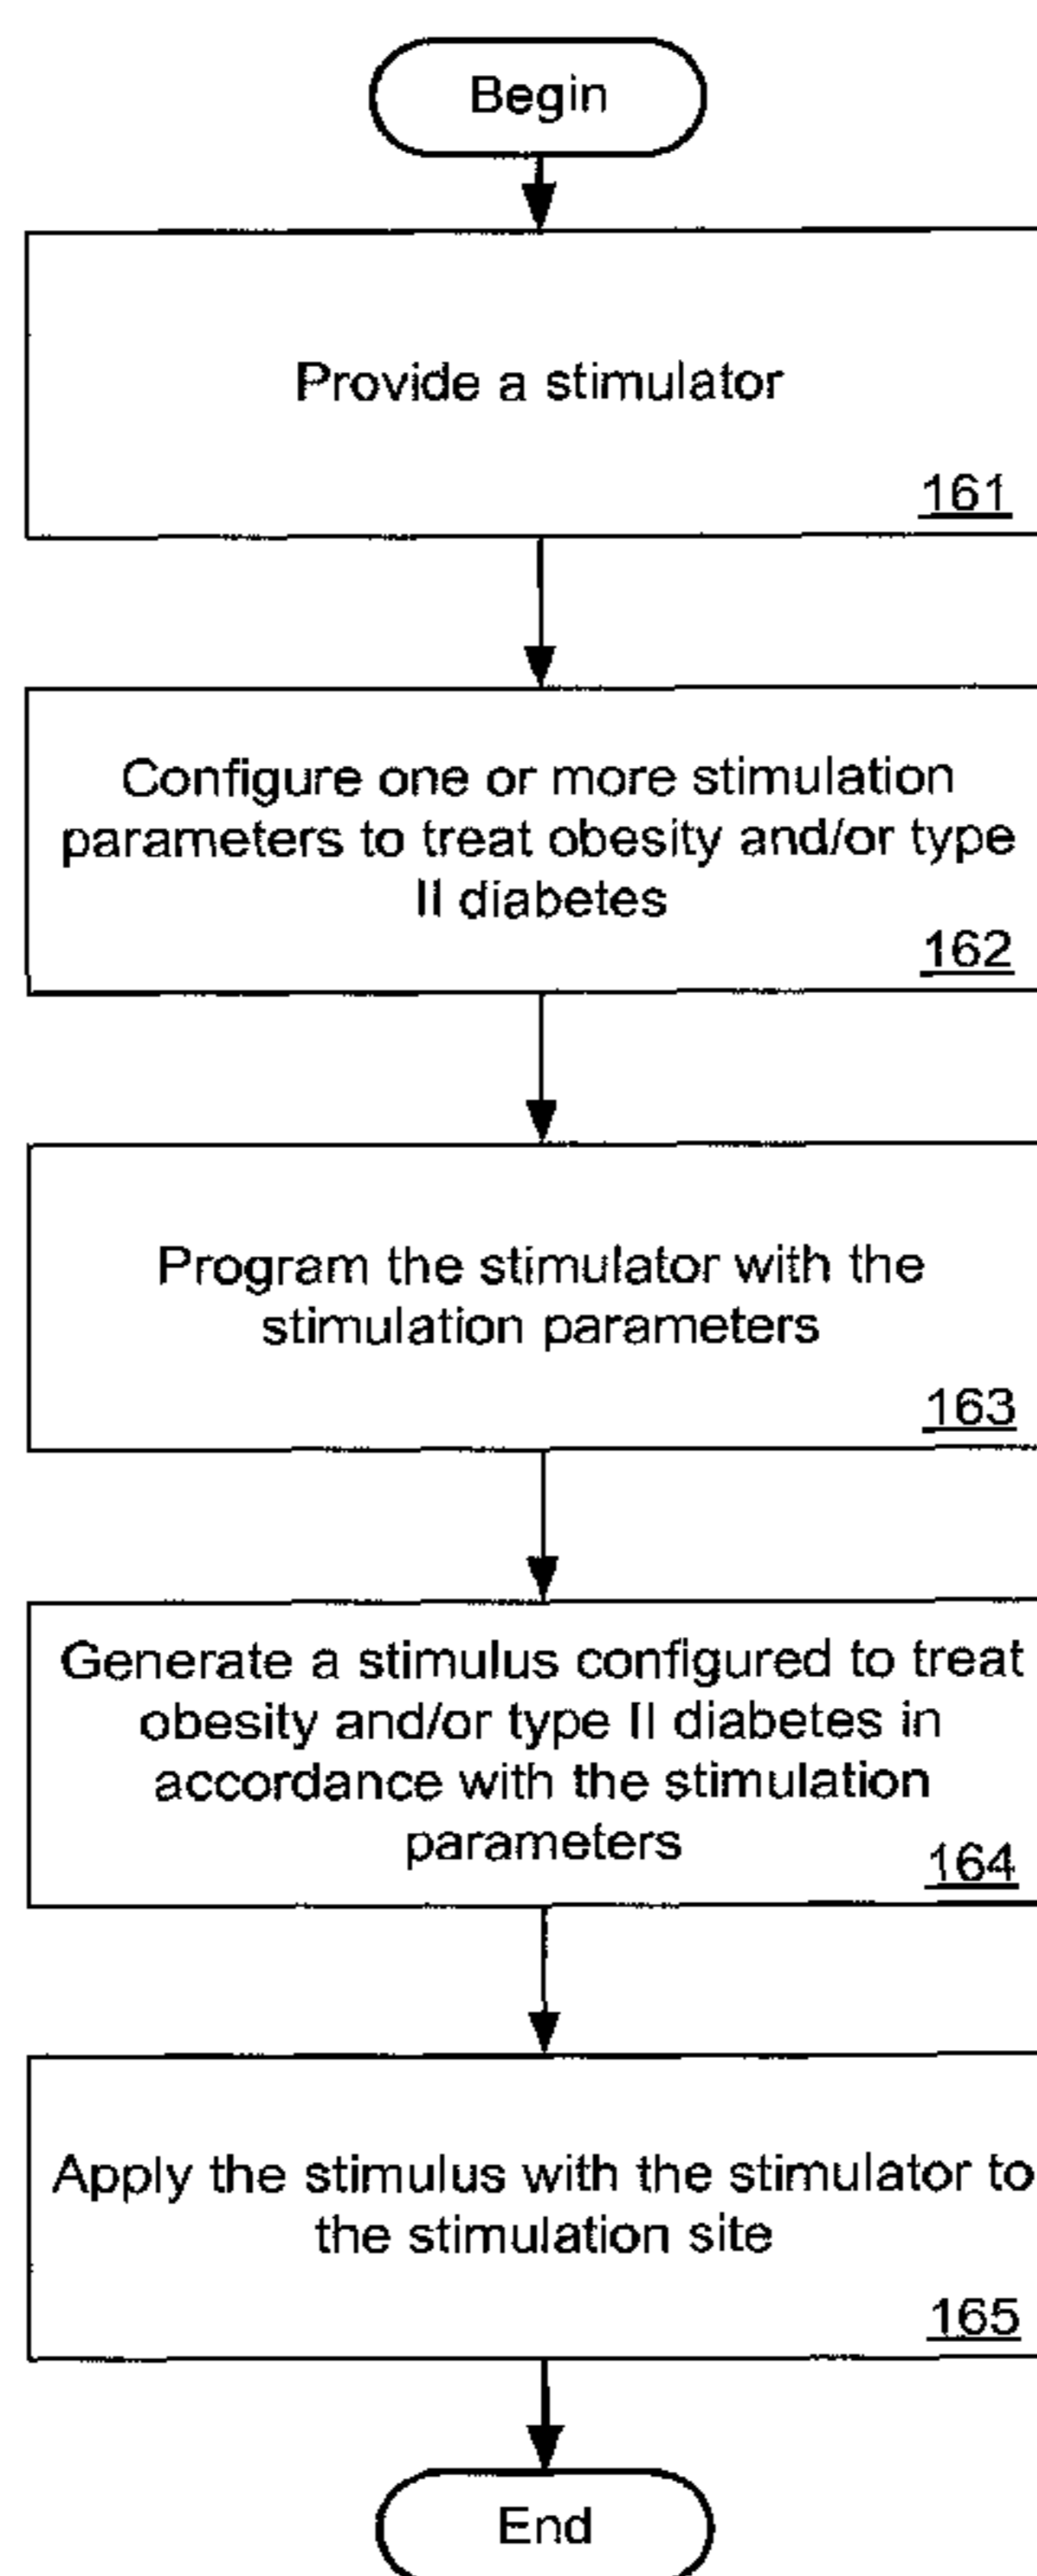 Begin
Provide a stimulator
161
Configure one or more stimulation
parameters to treat obesity and/or type
II diabetes
162
Program the stimulator with the
stimulation parameters
163
Generate a stimulus configured to treat
obesity and/or type II diabetes in
accordance with the stimulation
parameters
164
Apply the stimulus with the stimulator to
the stimulation site
165
End